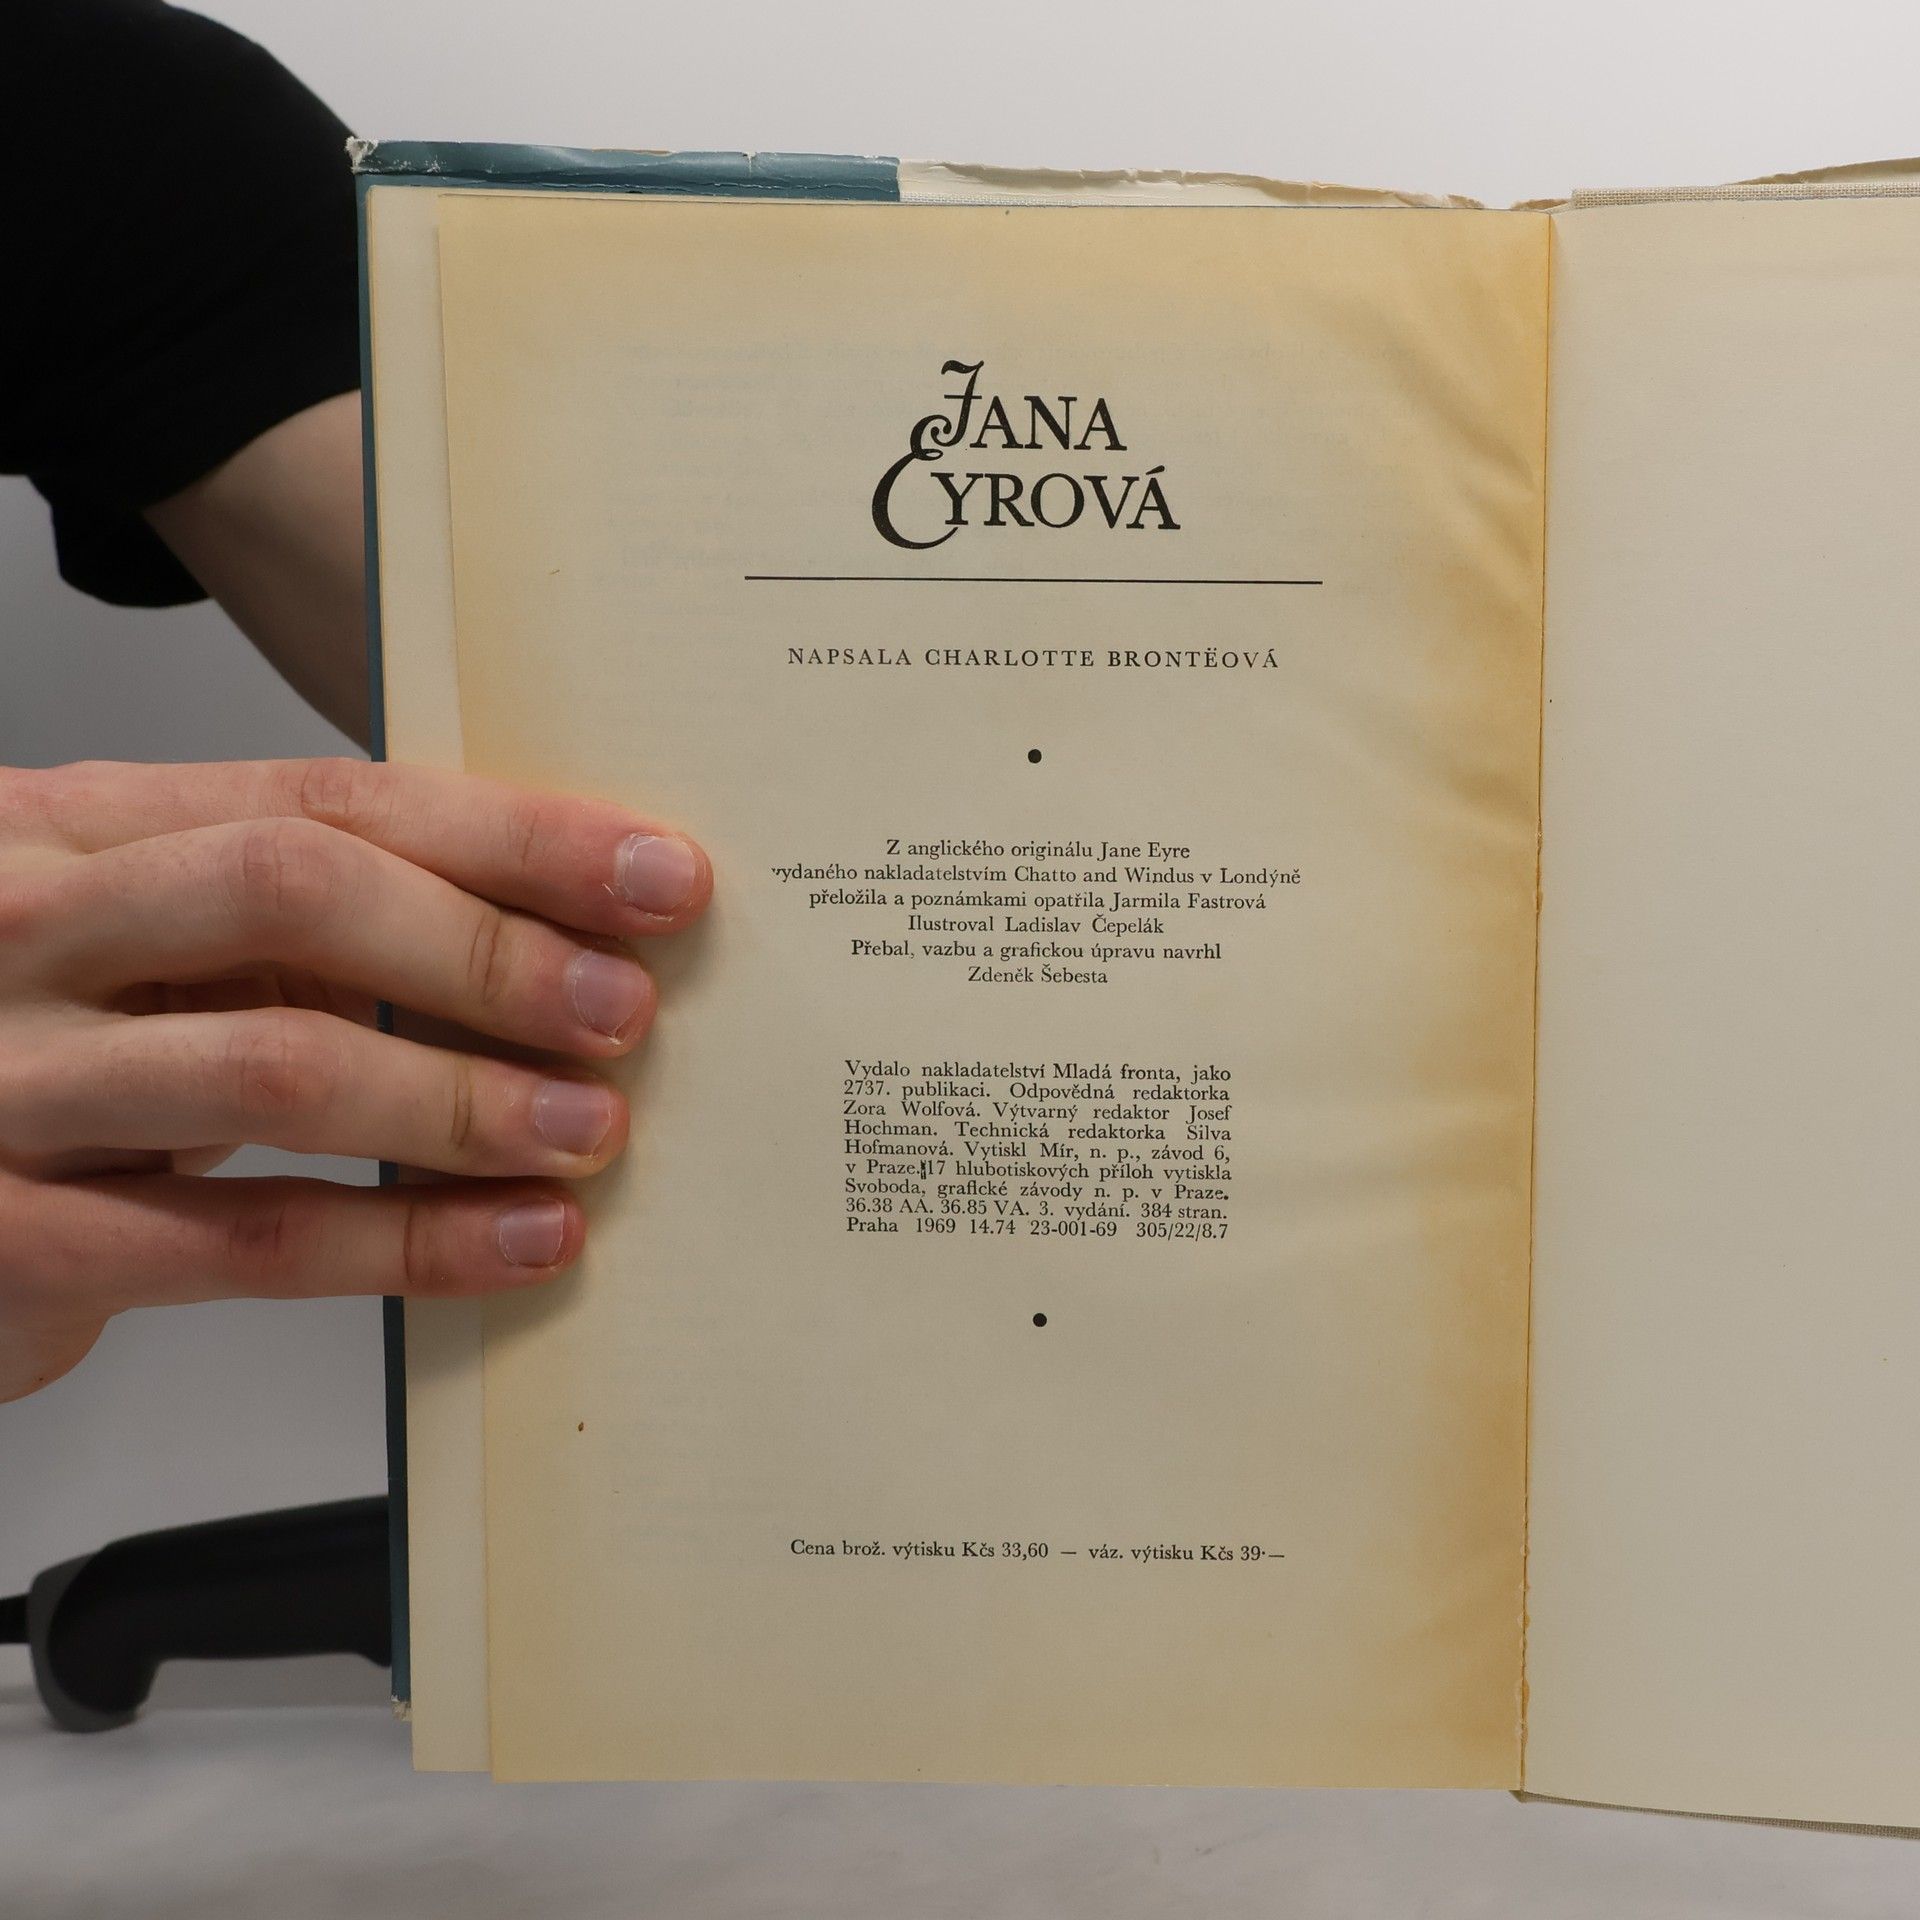 JANA
EYROVÁ
NAPSALA CHARLOTTE BRONTËOVÁ
Z anglického originálu Jane Eyre
vydaného nakladatelstvím Chatto and Windus v Londýně
přeložila a poznámkami opatřila Jarmila Fastrová
Ilustroval Ladislav Čepelák
Přebal, vazbu a grafickou úpravu navrhl
Zdeněk Šebesta
Vydalo nakladatelství Mladá fronta, jako
2737. publikaci. Odpovědná redaktorka
Zora Wolfová. Výtvarný redaktor Josef
Hochman. Technická redaktorka Silva
Hofmanová. Vytiskl Mír, n. p., závod 6,
v Praze. 17 hlubotiskových příloh vytiskla
Svoboda, grafické závody n. p. v Praze.
36.38 AA. 36.85 VA. 3. vydání. 384 stran.
Praha 1969 14.74 23-001-69 305/22/8.7
Cena brož. výtisku Kčs 33,60 — váz. výtisku Kčs 39·—